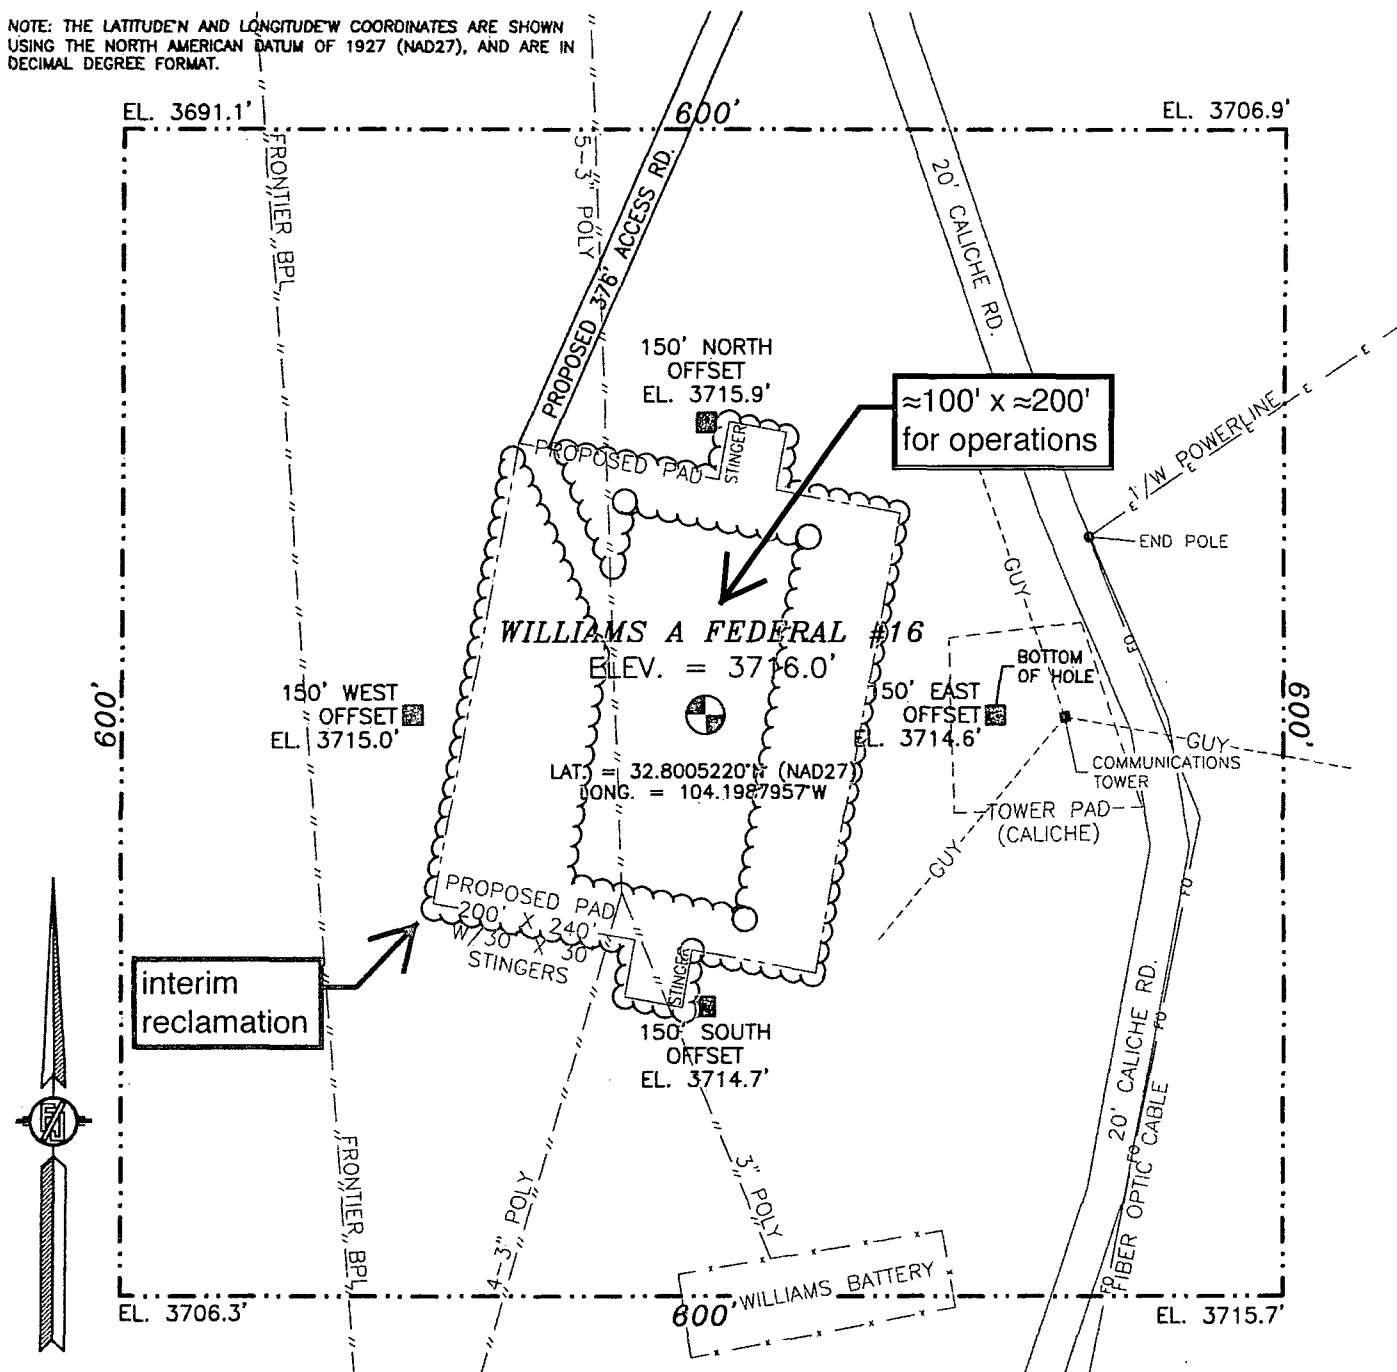 NOTE: THE LATITUDE°N AND LONGITUDE°W COORDINATES ARE SHOWN
USING THE NORTH AMERICAN DATUM OF 1927 (NAD27), AND ARE IN
DECIMAL DEGREE FORMAT.
EL. 3691.1'
600'
EL. 3706.9'
FRONTIER BPL
5-3" POLY
PROPOSED 376' ACCESS RD.
20' CALICHE RD.
150' NORTH
OFFSET
EL. 3715.9'
≈100' x ≈200'
for operations
1/W POWERLINE
E
E
E
E
E
END POLE
PROPOSED PAD
STINGER
GUY
FO
WILLIAMS A FEDERAL #16
ELEV. = 3716.0'
BOTTOM
OF HOLE
150' WEST
OFFSET
EL. 3715.0'
50' EAST
OFFSET
EL. 3714.6'
600'
600'
GUY
COMMUNICATIONS
TOWER
LAT. = 32.8005220°N (NAD27)
LONG. = 104.1987957°W
TOWER PAD
(CALICHE)
GUY
FO
PROPOSED PAD
200' X 240'
W/30' X 30'
STINGERS
STINGER
interim
reclamation
150' SOUTH
OFFSET
EL. 3714.7'
20' CALICHE RD.
FO
FO
FIBER OPTIC CABLE
FO
FRONTIER BPL
4-3" POLY
3" POLY
WILLIAMS BATTERY
EL. 3706.3'
600'
EL. 3715.7'